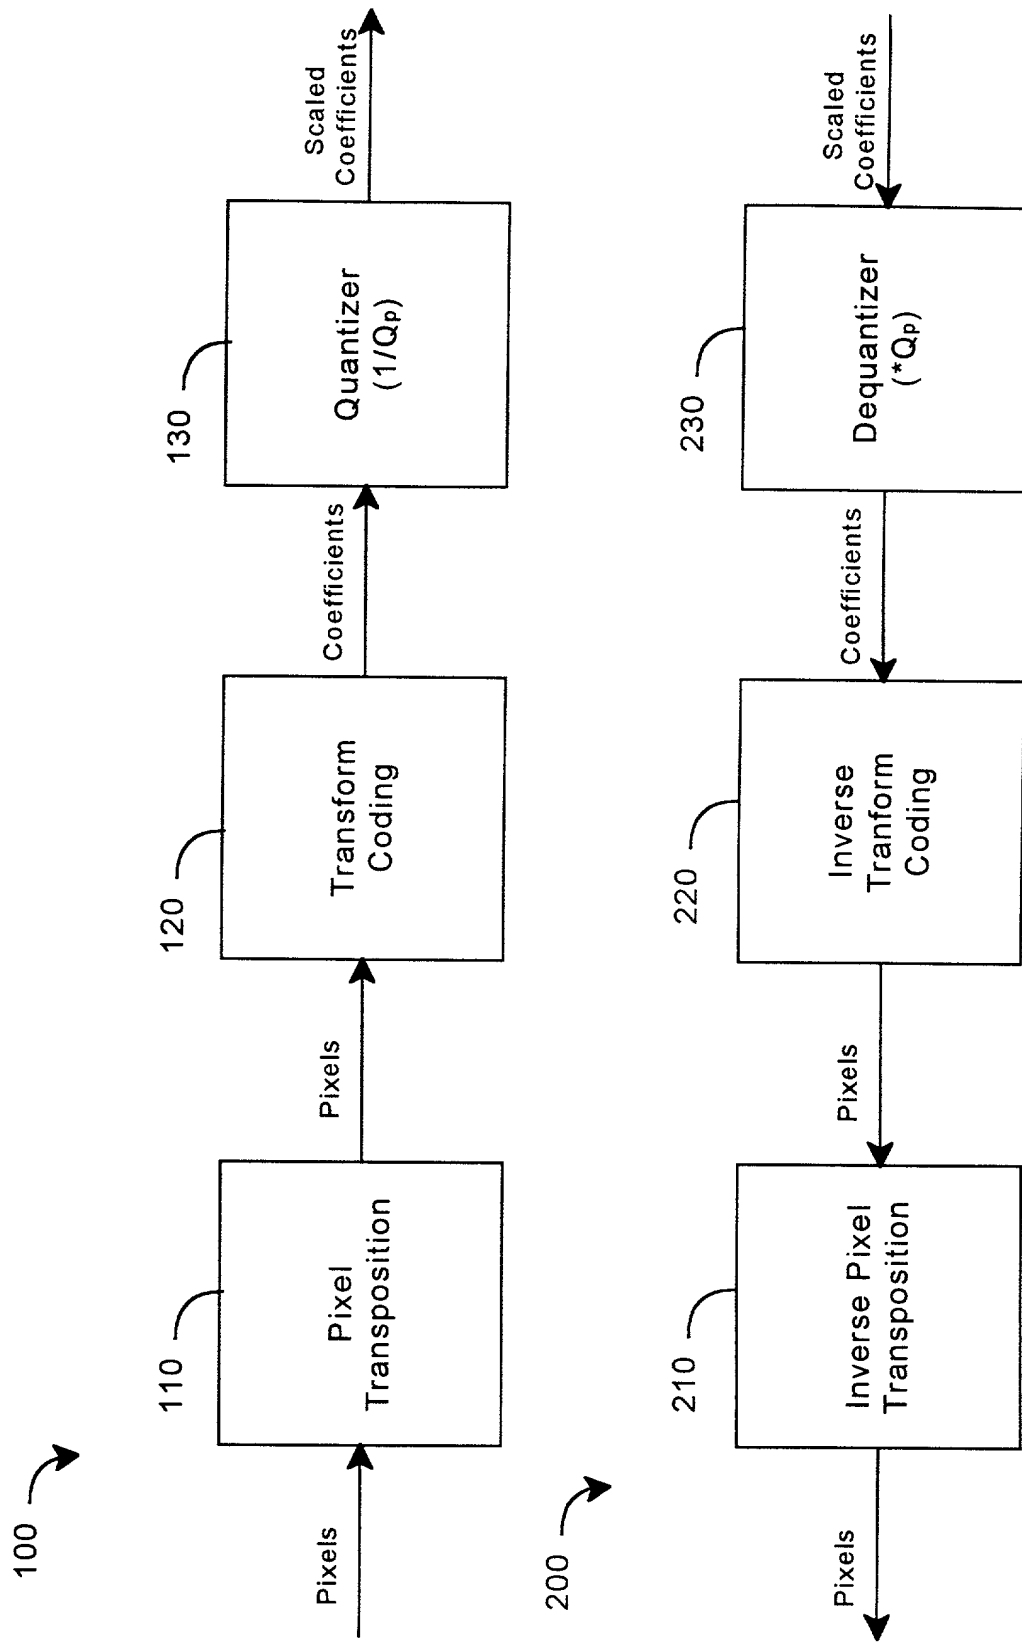 100
110
120
130
Pixels
Pixel
Transposition
Pixels
Transform
Coding
Coefficients
Quantizer
(1/Qp)
Scaled
Coefficients
200
210
220
230
Pixels
Inverse Pixel
Transposition
Pixels
Inverse
Tranform
Coding
Coefficients
Dequantizer
(*Qp)
Scaled
Coefficients